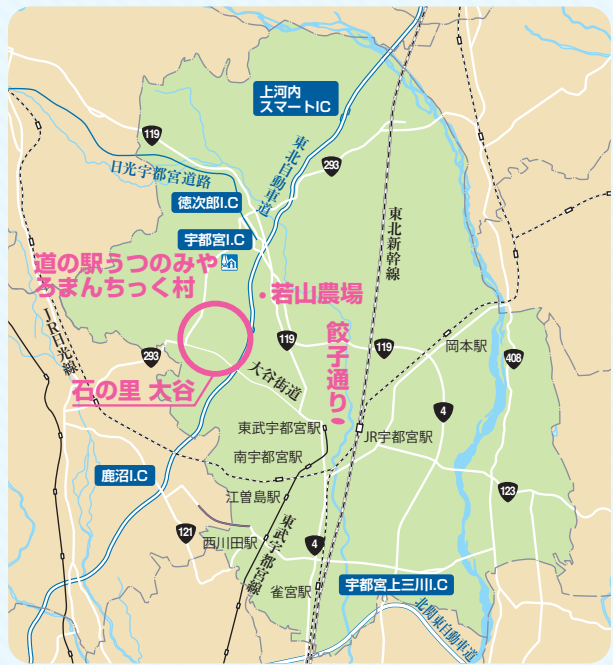 上河内
スマートIC
119
日光宇都宮道路
東北自動車道
293
徳次郎I.C
宇都宮I.C
東北新幹線
道の駅うつのみや
ろまんちっく村
・若山農場
JR日光線
293
119
餃子通り
119
岡本駅
408
大谷街道
石の里 大谷
4
東武宇都宮駅
JR宇都宮駅
南宇都宮駅
鹿沼I.C
123
江曽島駅
121
西川田駅
東武宇都宮線
4
雀宮駅
宇都宮上三川I.C
北関東自動車道